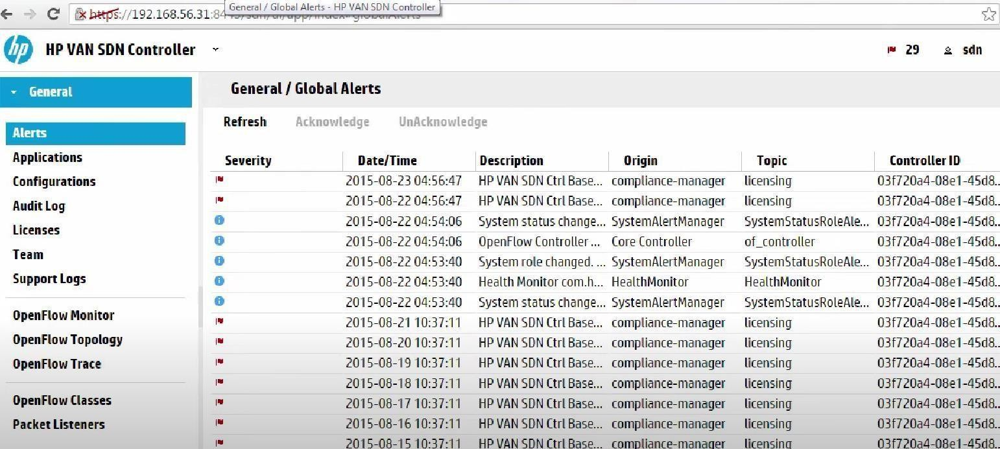 General / Global Alerts - HP VAN SDN Controller
https://192.168.56.31:
hp HP VAN SDN Controller 29 sdn
General
Alerts
Applications
Configurations
Audit Log
Licenses
Team
Support Logs
OpenFlow Monitor
OpenFlow Topology
OpenFlow Trace
OpenFlow Classes
Packet Listeners
General / Global Alerts
Refresh Acknowledge UnAcknowledge
Severity Date/Time Description Origin Topic Controller ID
2015-08-23 04:56:47 HP VAN SDN Ctrl Base... compliance-manager licensing 03f720a4-08e1-45d8..
2015-08-22 04:56:47 HP VAN SDN Ctrl Base... compliance-manager licensing 03f720a4-08e1-45d8..
2015-08-22 04:54:06 System status change... SystemAlertManager SystemStatusRoleAle... 03f720a4-08e1-45d8..
2015-08-22 04:54:06 OpenFlow Controller ... Core Controller of_controller 03f720a4-08e1-45d8..
2015-08-22 04:53:40 System role changed. ... SystemAlertManager SystemStatusRoleAle... 03f720a4-08e1-45d8..
2015-08-22 04:53:40 Health Monitor com.h... HealthMonitor HealthMonitor 03f720a4-08e1-45d8..
2015-08-22 04:53:40 System status change... SystemAlertManager SystemStatusRoleAle... 03f720a4-08e1-45d8..
2015-08-21 10:37:11 HP VAN SDN Ctrl Base... compliance-manager licensing 03f720a4-08e1-45d8..
2015-08-20 10:37:11 HP VAN SDN Ctrl Base... compliance-manager licensing 03f720a4-08e1-45d8..
2015-08-19 10:37:11 HP VAN SDN Ctrl Base... compliance-manager licensing 03f720a4-08e1-45d8..
2015-08-18 10:37:11 HP VAN SDN Ctrl Base... compliance-manager licensing 03f720a4-08e1-45d8..
2015-08-17 10:37:11 HP VAN SDN Ctrl Base... compliance-manager licensing 03f720a4-08e1-45d8..
2015-08-16 10:37:11 HP VAN SDN Ctrl Base... compliance-manager licensing 03f720a4-08e1-45d8..
2015-08-15 10:37:11 HP VAN SDN Ctrl Base... compliance-manager licensing 03f720a4-08e1-45d8..